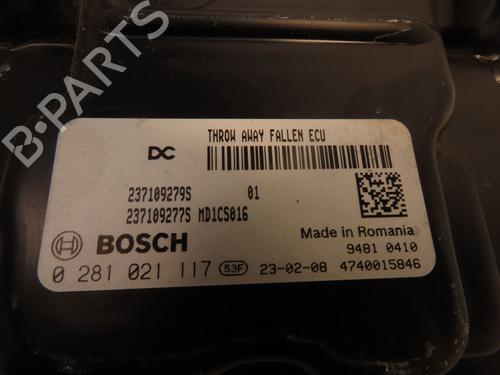 B-PARTS
THROW AWAY FALLEN ECU
DC
237109279S 01
237109277S MD1CS016
BOSCH
Made in Romania
9481 0410
0 281 021 117 53F 23-02-08 4740015846